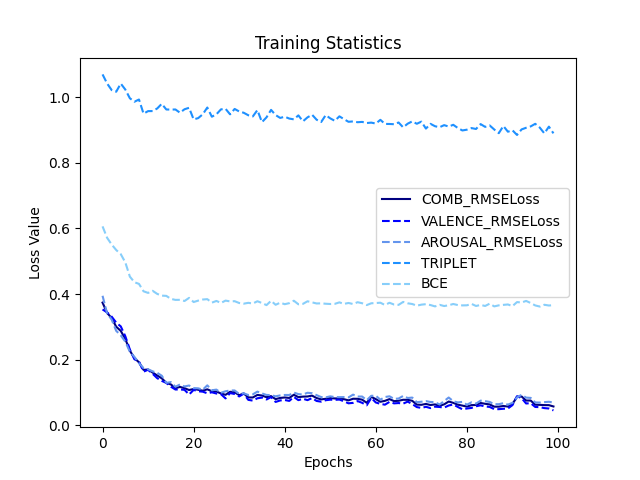 Training Statistics
1.0
0.8
0.6
0.4
0.2
0.0
Loss Value
COMB_RMSELoss
VALENCE_RMSELoss
AROUSAL_RMSELoss
TRIPLET
BCE
0 20 40 60 80 100
Epochs